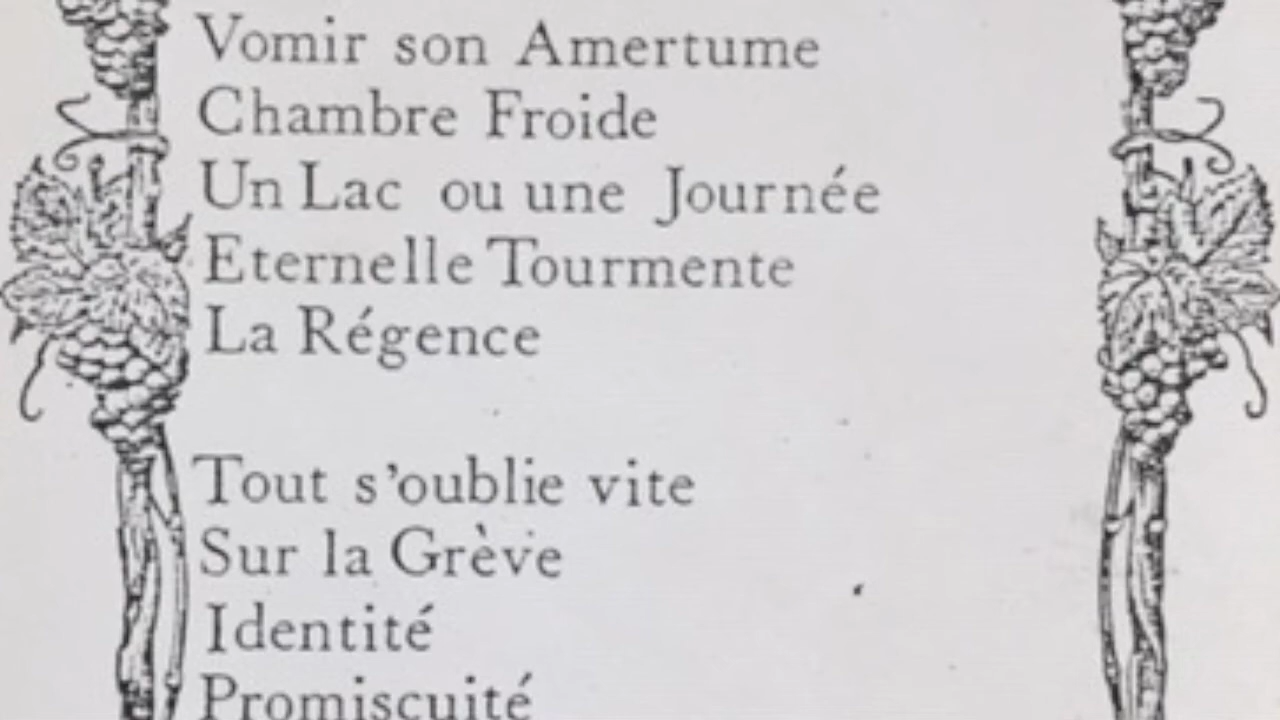 Vomir son Amertume
Chambre Froide
Un Lac ou une Journée
Eternelle Tourmente
La Régence
Tout s'oublie vite
Sur la Grève
Identité
Promiscuité